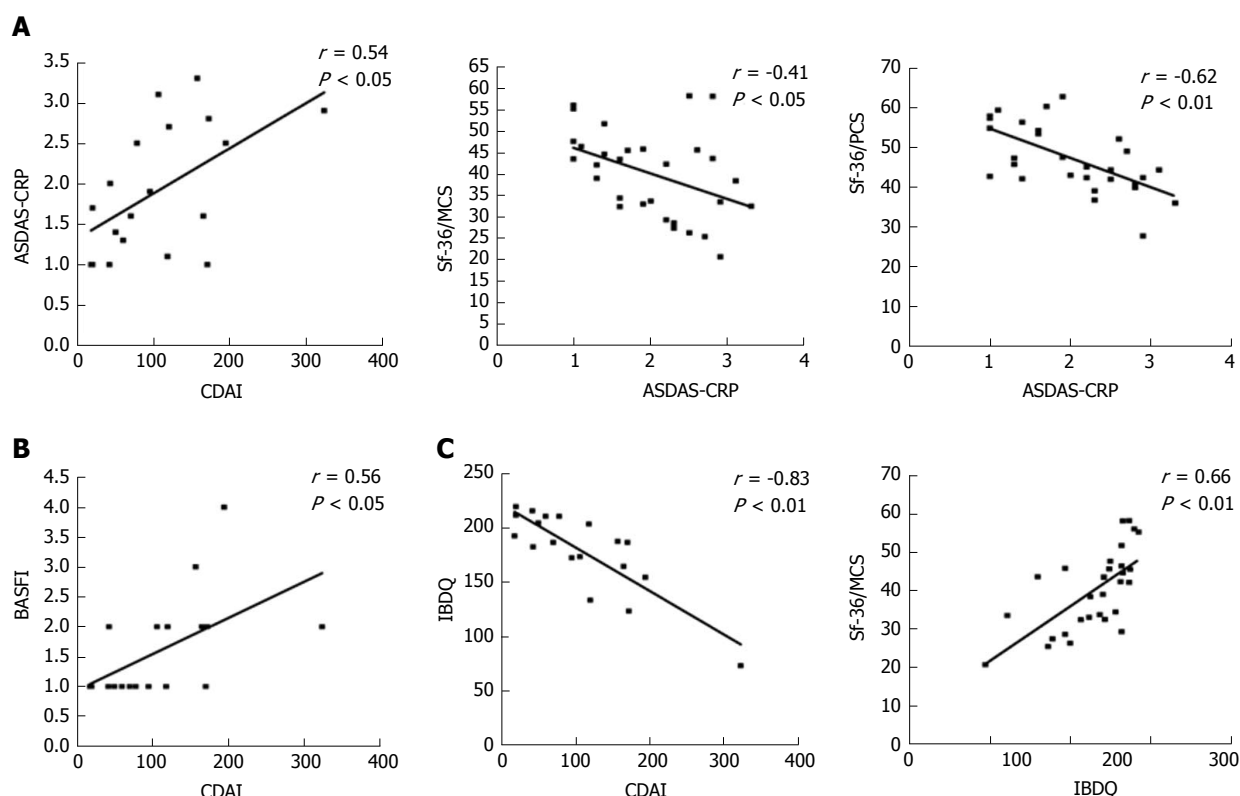 A
r = 0.54
P < 0.05
3.5
3.0
2.5
2.0
1.5
1.0
0.5
0.0
ASDAS-CRP
0 100 200 300 400
CDAI
r = -0.41
P < 0.05
65
60
55
50
45
40
35
30
25
20
15
10
5
0
Sf-36/MCS
0 1 2 3 4
ASDAS-CRP
r = -0.62
P < 0.01
70
60
50
40
30
20
10
0
Sf-36/PCS
0 1 2 3 4
ASDAS-CRP
B
r = 0.56
P < 0.05
4.5
4.0
3.5
3.0
2.5
2.0
1.5
1.0
0.5
0.0
BASFI
0 100 200 300 400
CDAI
C
r = -0.83
P < 0.01
250
200
150
100
50
0
IBDQ
0 100 200 300 400
CDAI
r = 0.66
P < 0.01
70
60
50
40
30
20
10
0
Sf-36/MCS
0 100 200 300
IBDQ